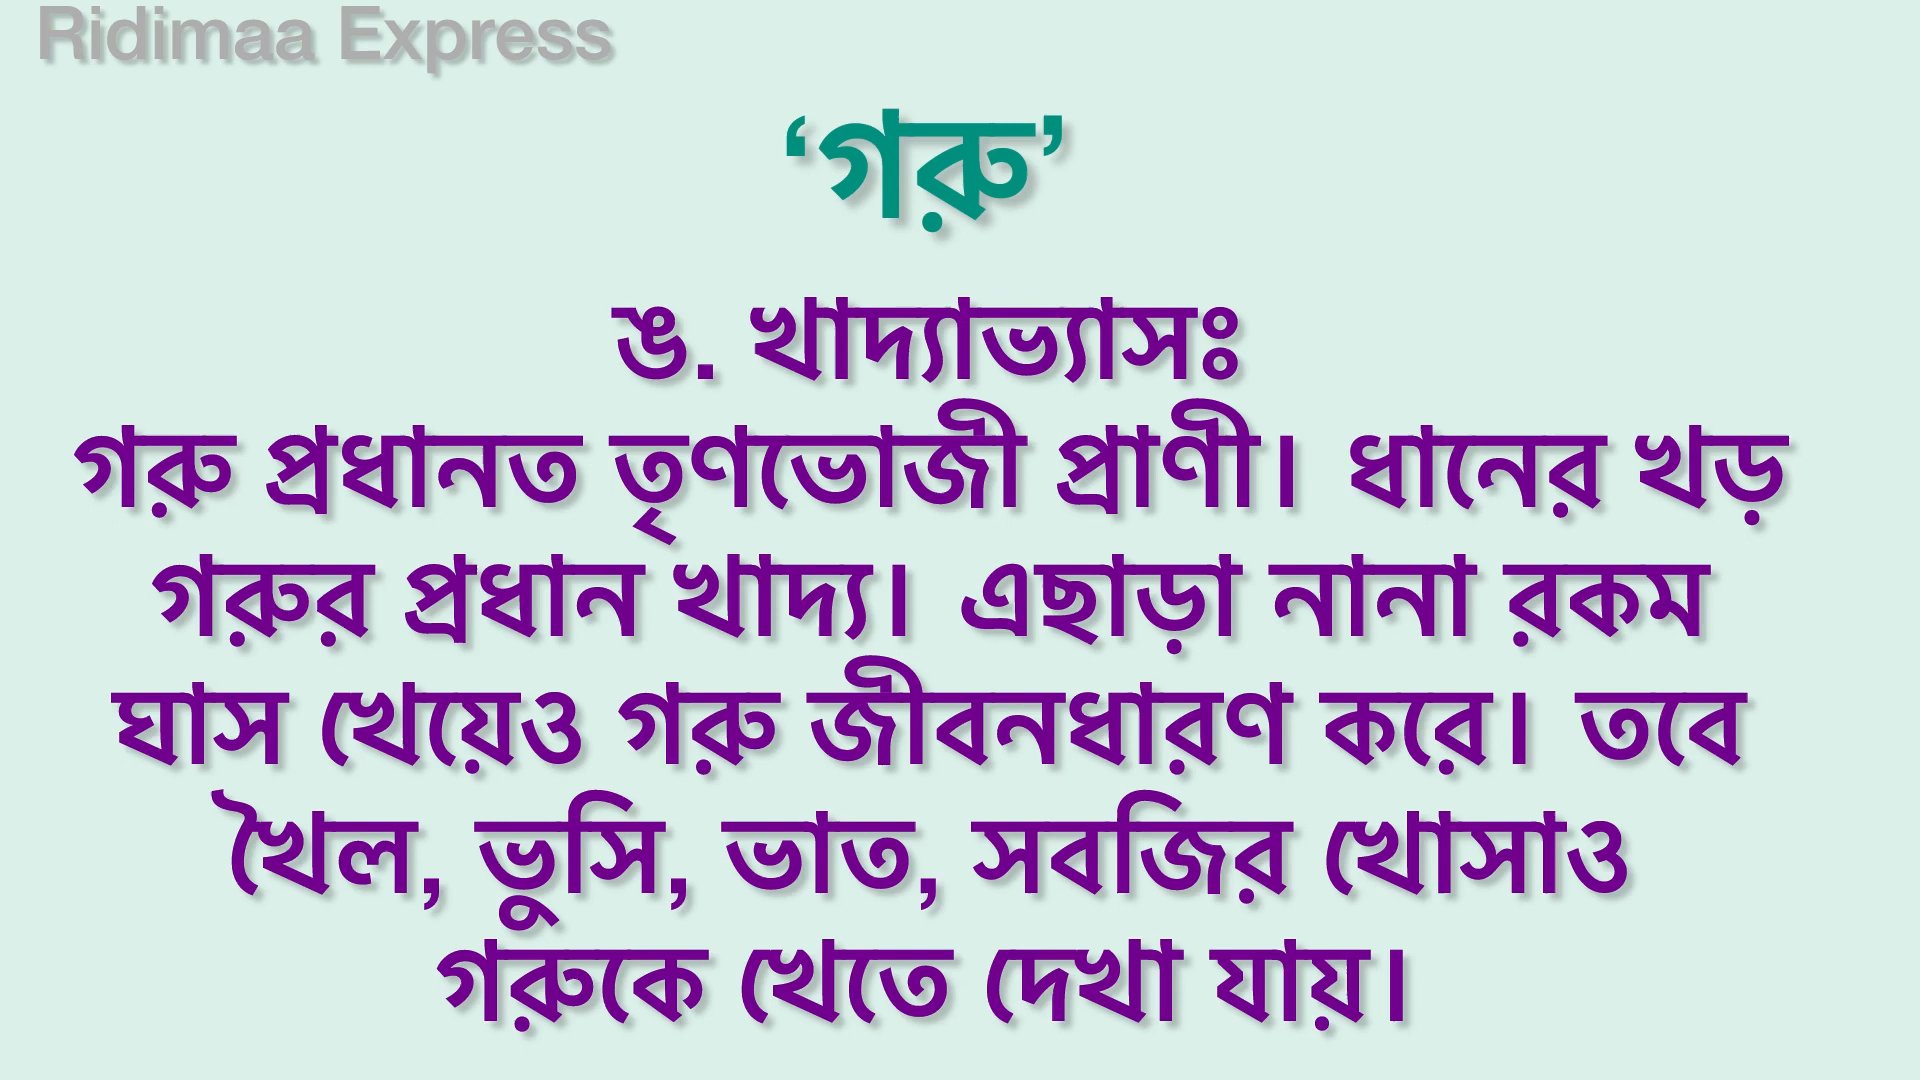 Ridimaa Express
‘গরু’
ঙ. খাদ্যাভ্যাসঃ
গরু প্রধানত তৃণভোজী প্রাণী। ধানের খড়
গরুর প্রধান খাদ্য। এছাড়া নানা রকম
ঘাস খেয়েও গরু জীবনধারণ করে। তবে
খৈল, ভুসি, ভাত, সবজির খোসাও
গরুকে খেতে দেখা যায়।